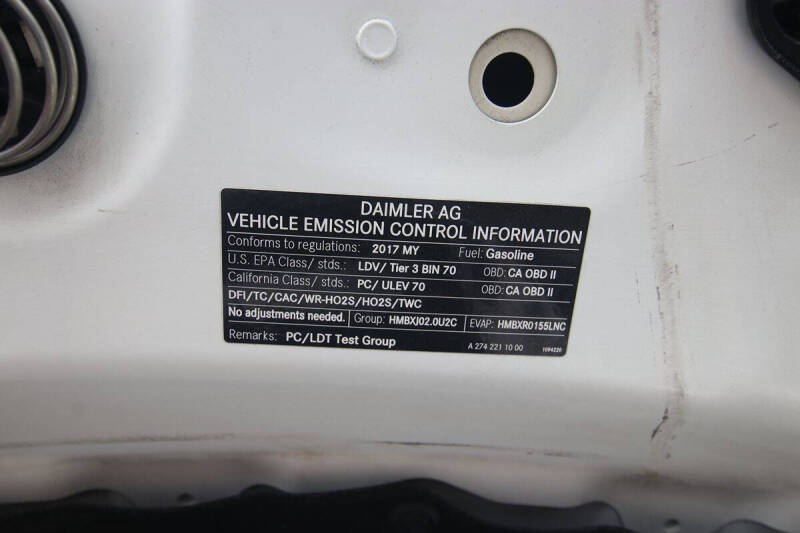 DAIMLER AG
VEHICLE EMISSION CONTROL INFORMATION
Conforms to regulations: 2017 MY Fuel: Gasoline
U.S. EPA Class/ stds.: LDV/ Tier 3 BIN 70 OBD: CA OBD II
California Class/ stds.: PC/ ULEV 70 OBD: CA OBD II
DFI/TC/CAC/WR-HO2S/HO2S/TWC
No adjustments needed. Group: HMBXJ02.0U2C EVAP: HMBXR0155LNC
Remarks: PC/LDT Test Group A 274 221 10 00 1094220